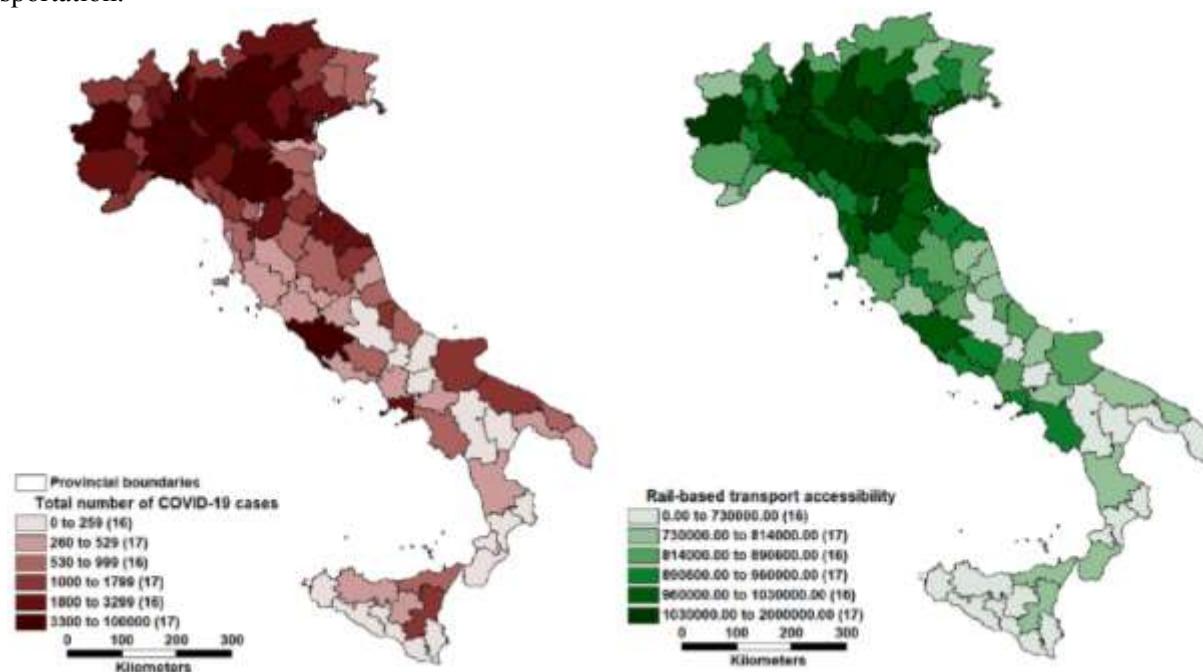 sportation.
Provincial boundaries
Total number of COVID-19 cases
0 to 259 (16)
260 to 529 (17)
530 to 999 (16)
1000 to 1799 (17)
1800 to 3299 (16)
3300 to 100000 (17)
0 100 200 300
Kilometers
Rail-based transport accessibility
0.00 to 730000.00 (16)
730000.00 to 814000.00 (17)
814000.00 to 890600.00 (16)
890600.00 to 960000.00 (17)
960000.00 to 1030000.00 (16)
1030000.00 to 2000000.00 (17)
0 100 200 300
Kilometers